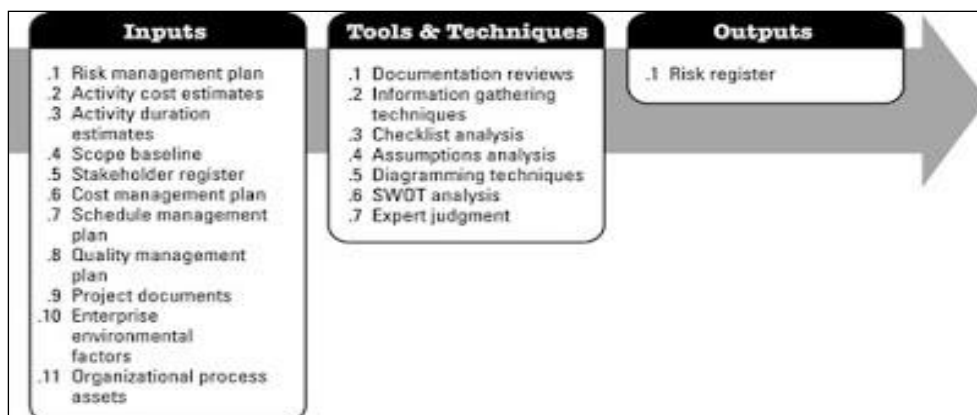 Inputs
.1 Risk management plan
.2 Activity cost estimates
.3 Activity duration
estimates
.4 Scope baseline
.5 Stakeholder register
.6 Cost management plan
.7 Schedule management
plan
.8 Quality management
plan
.9 Project documents
.10 Enterprise
environmental
factors
.11 Organizational process
assets
Tools & Techniques
.1 Documentation reviews
.2 Information gathering
techniques
.3 Checklist analysis
.4 Assumptions analysis
.5 Diagramming techniques
.6 SWOT analysis
.7 Expert judgment
Outputs
.1 Risk register